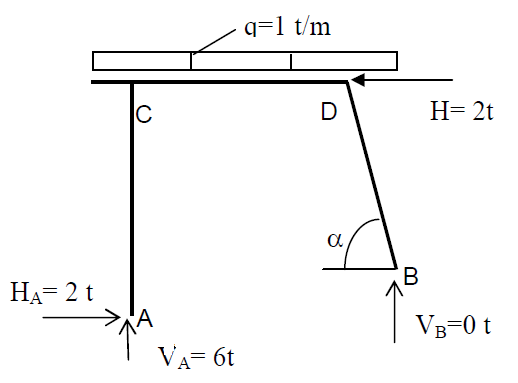 q=1 t/m
C
D
H= 2t
α
B
H_A= 2 t
A
V_B=0 t
V_A= 6t